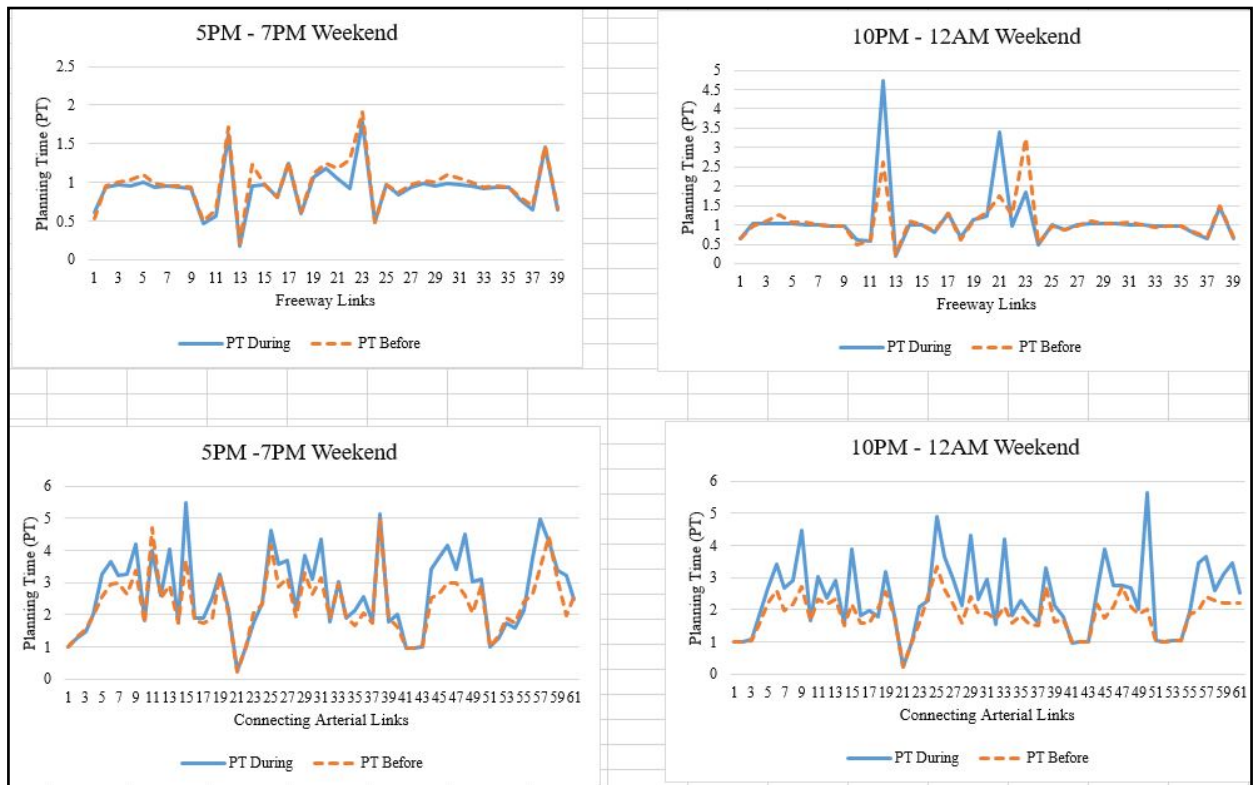 5PM - 7PM Weekend
Planning Time (PT)
2.5
2
1.5
1
0.5
0
1 3 5 7 9 11 13 15 17 19 21 23 25 27 29 31 33 35 37 39
Freeway Links
PT During PT Before
10PM - 12AM Weekend
Planning Time (PT)
5
4.5
4
3.5
3
2.5
2
1.5
1
0.5
0
1 3 5 7 9 11 13 15 17 19 21 23 25 27 29 31 33 35 37 39
Freeway Links
PT During PT Before
5PM -7PM Weekend
Planning Time (PT)
6
5
4
3
2
1
0
1 3 5 7 9 11 13 15 17 19 21 23 25 27 29 31 33 35 37 39 41 43 45 47 49 51 53 55 57 59 61
Connecting Arterial Links
PT During PT Before
10PM - 12AM Weekend
Planning Time (PT)
6
5
4
3
2
1
0
1 3 5 7 9 11 13 15 17 19 21 23 25 27 29 31 33 35 37 39 41 43 45 47 49 51 53 55 57 59 61
Connecting Arterial Links
PT During PT Before